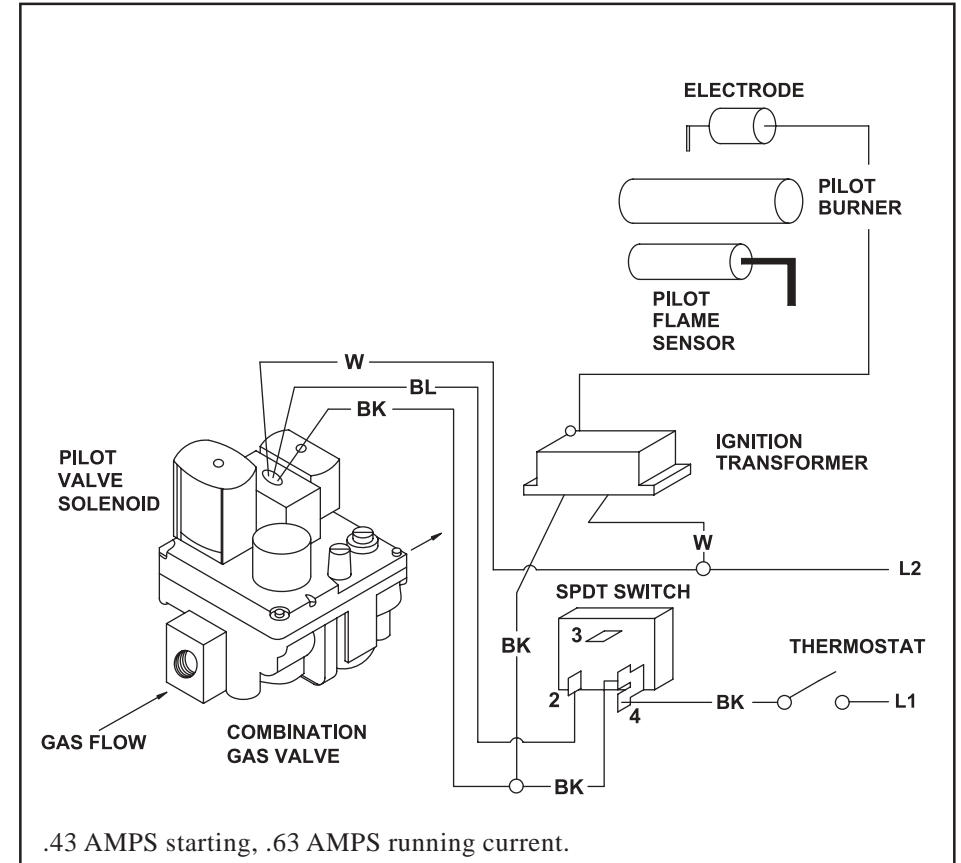 ELECTRODE
PILOT
BURNER
PILOT
FLAME
SENSOR
W
BL
BK
PILOT
VALVE
SOLENOID
IGNITION
TRANSFORMER
W
L2
SPDT SWITCH
BK
3
THERMOSTAT
2
4
BK
L1
GAS FLOW
COMBINATION
GAS VALVE
BK
.43 AMPS starting, .63 AMPS running current.